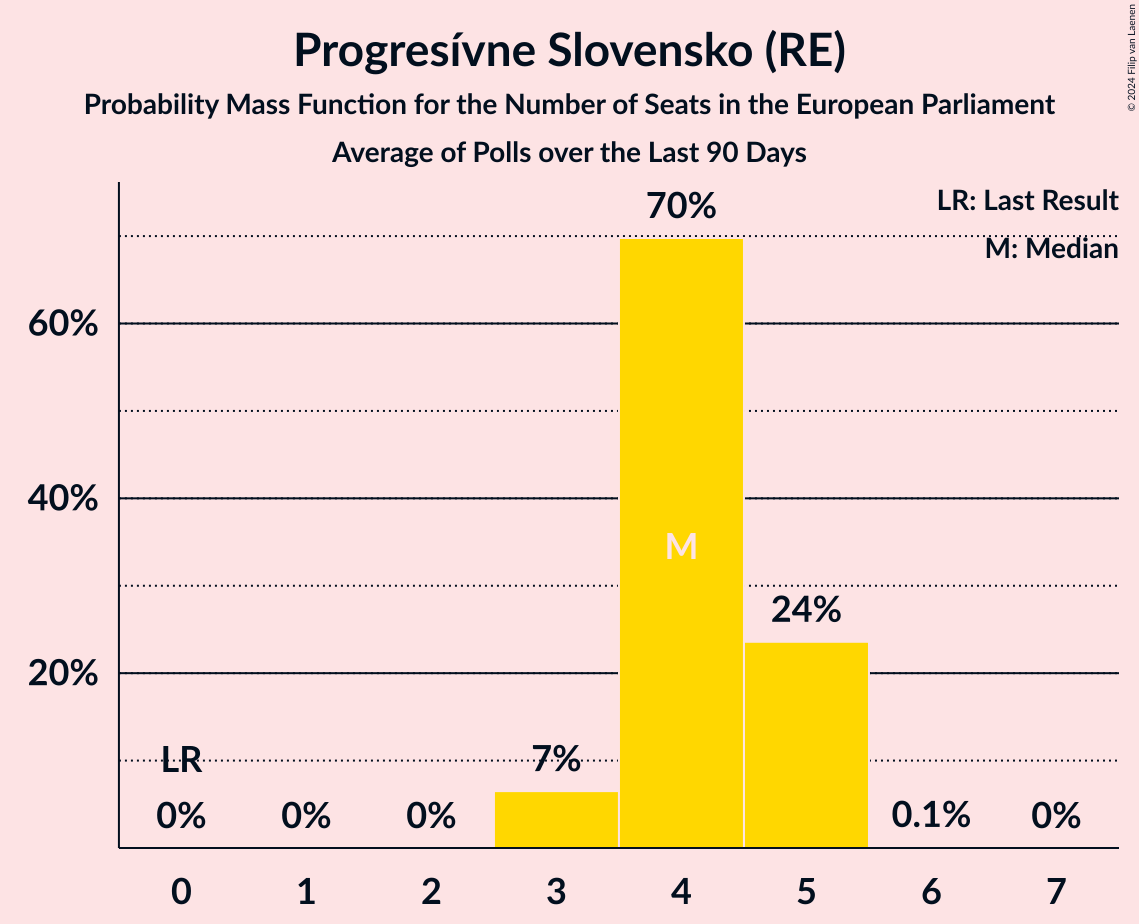 Progresívne Slovensko (RE)
Probability Mass Function for the Number of Seats in the European Parliament
Average of Polls over the Last 90 Days
© 2024 Filip van Laenen
LR: Last Result
M: Median
70%
60%
40%
M
24%
20%
LR
7%
0%
0%
0%
0.1%
0%
0 1 2 3 4 5 6 7